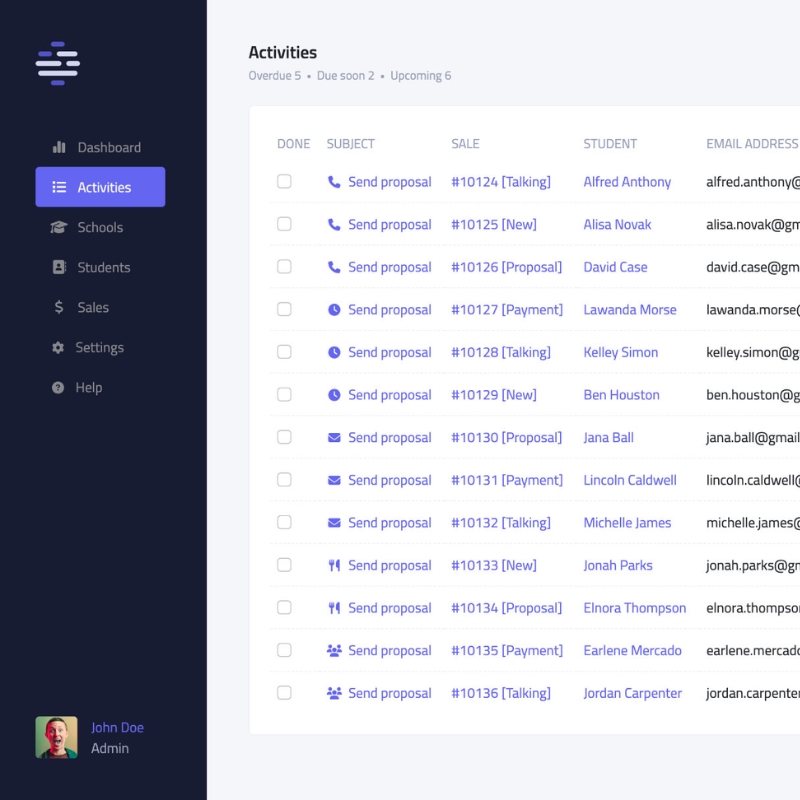 Activities
Overdue 5 • Due soon 2 • Upcoming 6
Dashboard
Activities
Schools
Students
Sales
Settings
Help
John Doe
Admin
DONE SUBJECT SALE STUDENT EMAIL ADDRESS
Send proposal #10124 [Talking] Alfred Anthony alfred.anthony@
Send proposal #10125 [New] Alisa Novak alisa.novak@gm
Send proposal #10126 [Proposal] David Case david.case@gm
Send proposal #10127 [Payment] Lawanda Morse lawanda.morse@
Send proposal #10128 [Talking] Kelley Simon kelley.simon@g
Send proposal #10129 [New] Ben Houston ben.houston@g
Send proposal #10130 [Proposal] Jana Ball jana.ball@gmail
Send proposal #10131 [Payment] Lincoln Caldwell lincoln.caldwell@
Send proposal #10132 [Talking] Michelle James michelle.james@
Send proposal #10133 [New] Jonah Parks jonah.parks@gm
Send proposal #10134 [Proposal] Elnora Thompson elnora.thompso
Send proposal #10135 [Payment] Earlene Mercado earlene.mercad
Send proposal #10136 [Talking] Jordan Carpenter jordan.carpenter